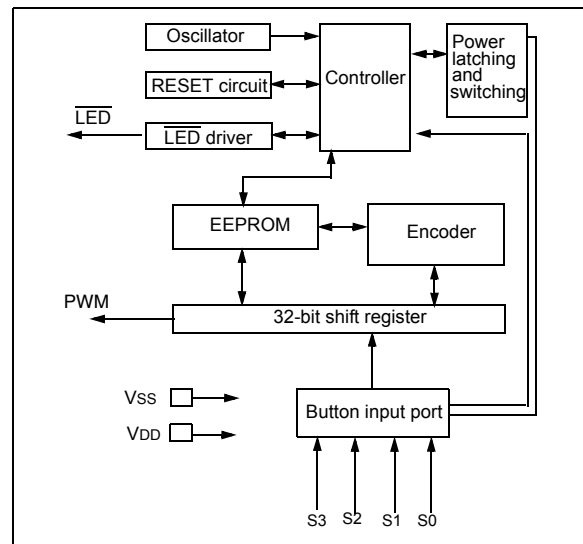 Oscillator
Power
latching
and
switching
Controller
RESET circuit
LED
LED driver
EEPROM
Encoder
PWM
32-bit shift register
VSS
Button input port
VDD
S3 S2 S1 S0